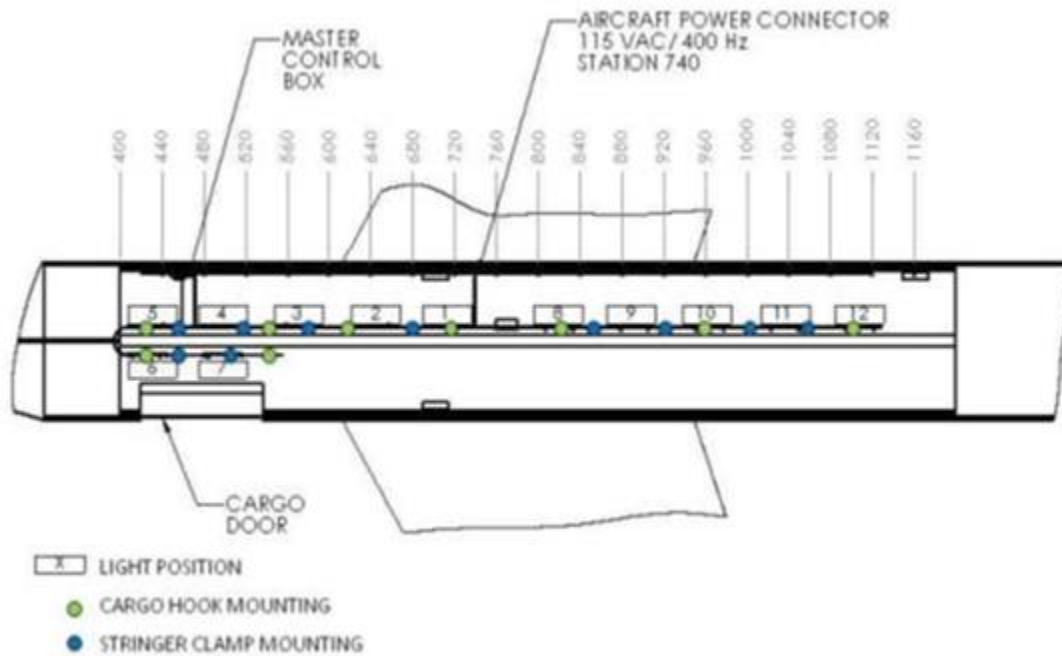 AIRCRAFT POWER CONNECTOR
115 VAC/400 Hz
STATION 740
MASTER
CONTROL
BOX
400 440 480 520 560 600 640 680 720 760 800 840 880 920 960 1000 1040 1080 1120 1160
5 4 3 2 1 8 9 10 11 12
6 7
CARGO
DOOR
X LIGHT POSITION
CARGO HOOK MOUNTING
STRINGER CLAMP MOUNTING